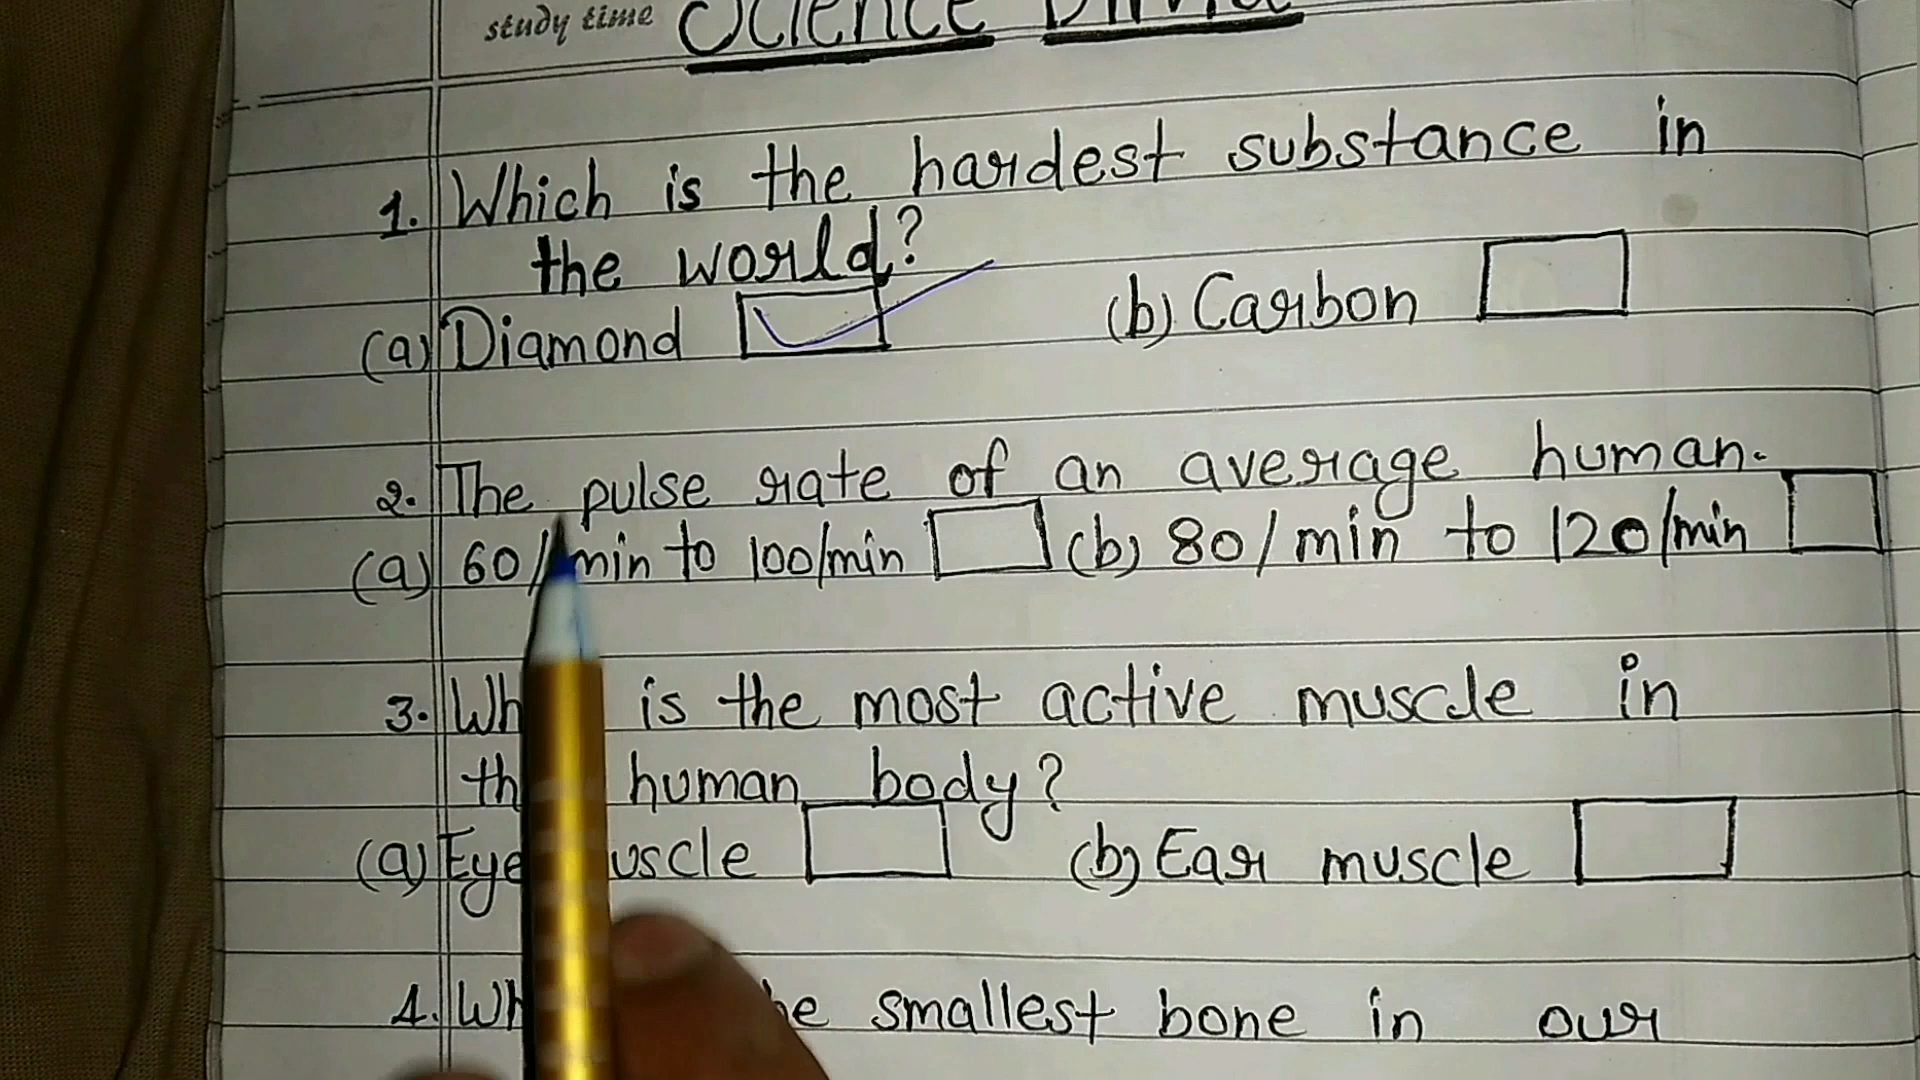 study time Science
1. Which is the hardest substance in
the world?
(a) Diamond (b) Carbon
2. The pulse rate of an average human.
(a) 60/min to 100/min (b) 80/min to 120/min
3. is the most active muscle in
human body?
(a) Eye (b) Ear muscle
4. smallest bone in our